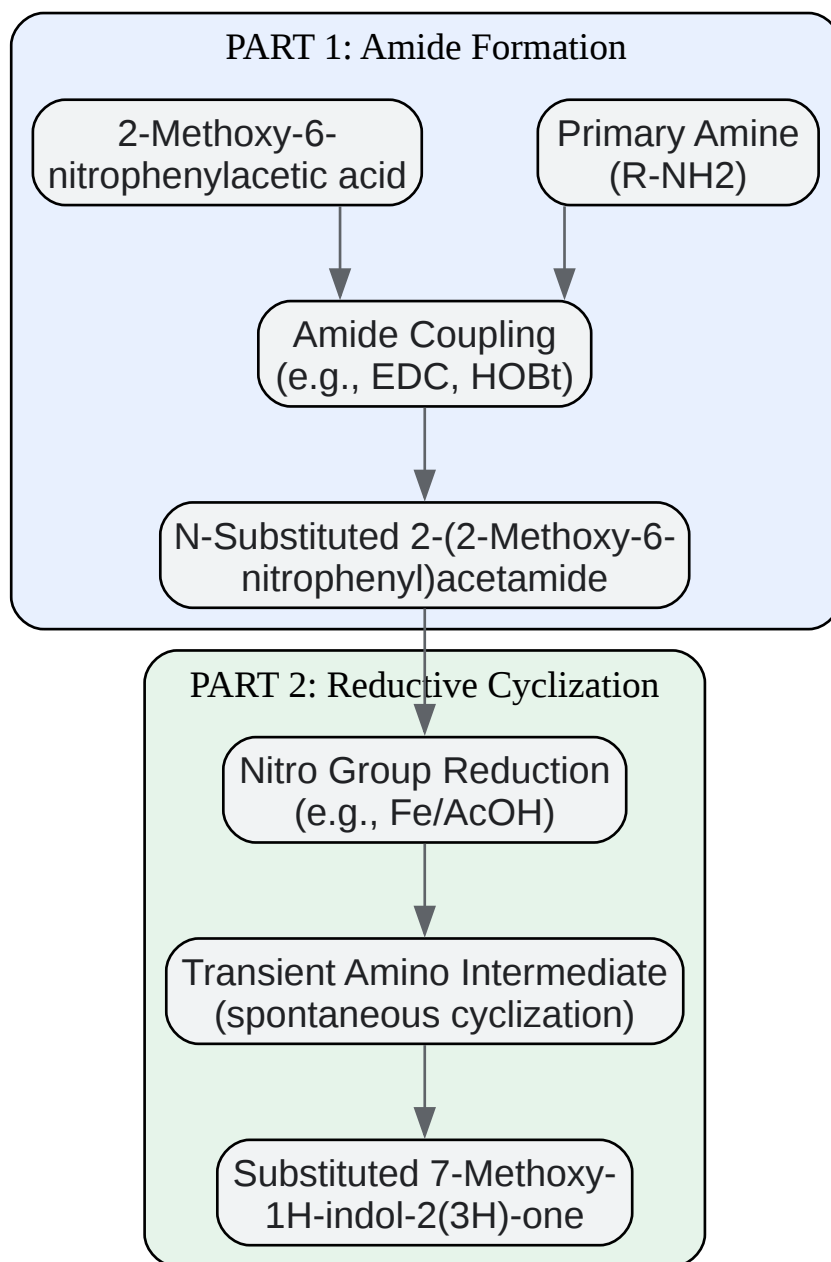 PART 1: Amide Formation
2-Methoxy-6-
nitrophenylacetic acid
Primary Amine
(R-NH2)
Amide Coupling
(e.g., EDC, HOBt)
N-Substituted 2-(2-Methoxy-6-
nitrophenyl)acetamide
PART 2: Reductive Cyclization
Nitro Group Reduction
(e.g., Fe/AcOH)
Transient Amino Intermediate
(spontaneous cyclization)
Substituted 7-Methoxy-
1H-indol-2(3H)-one